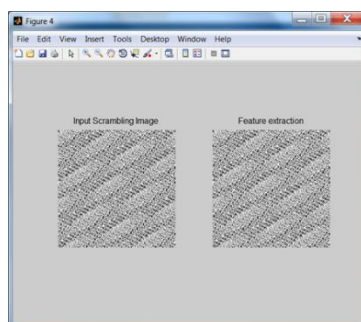 Figure 4
File Edit View Insert Tools Desktop Window Help
Input Scrambling Image Feature extraction